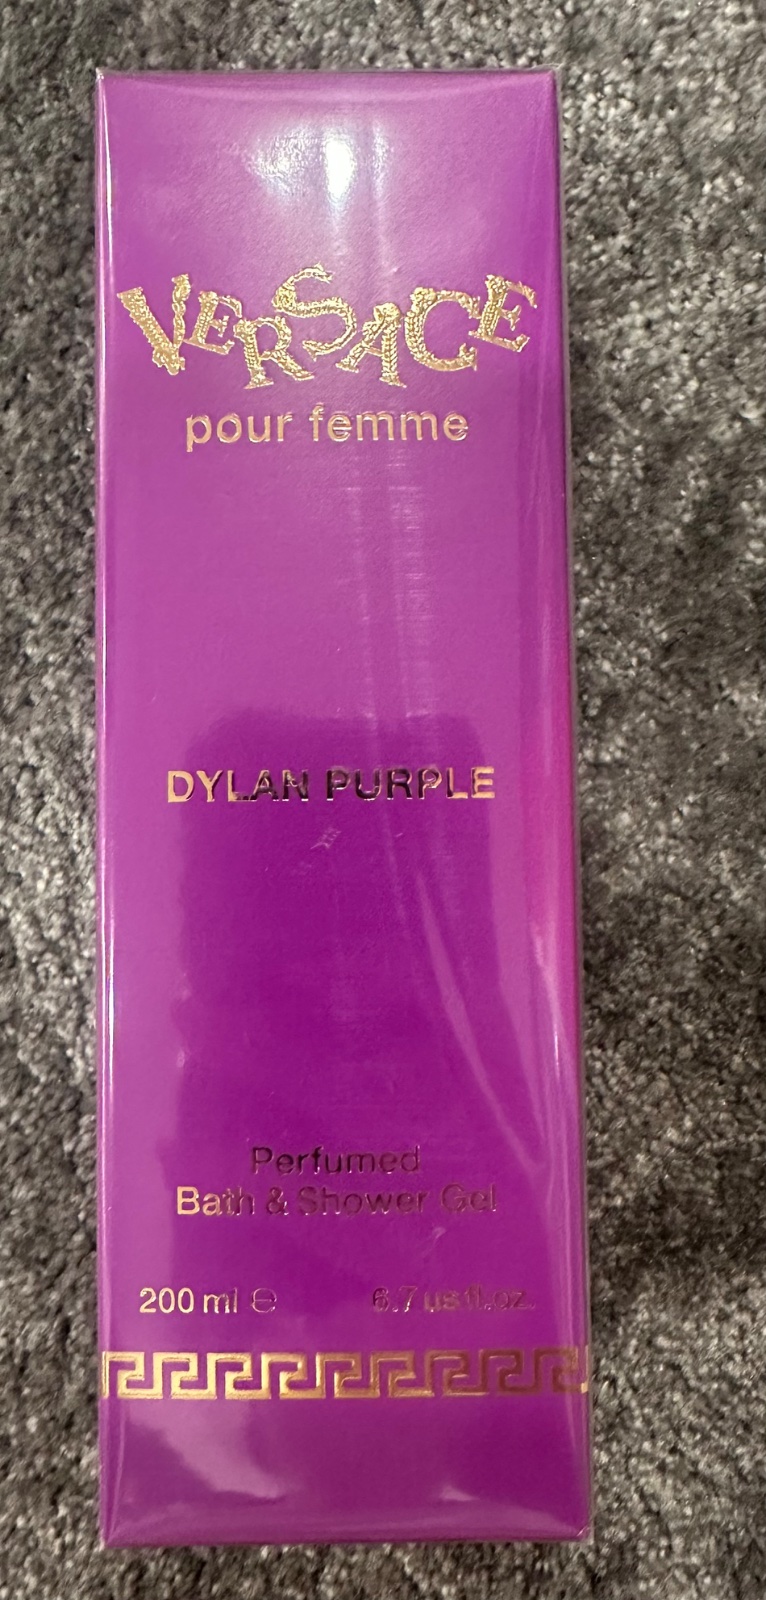 VERSACE
pour femme
DYLAN PURPLE
Perfumed
Bath & Shower Gel
200 ml ℮ 6.7 us fl.oz.